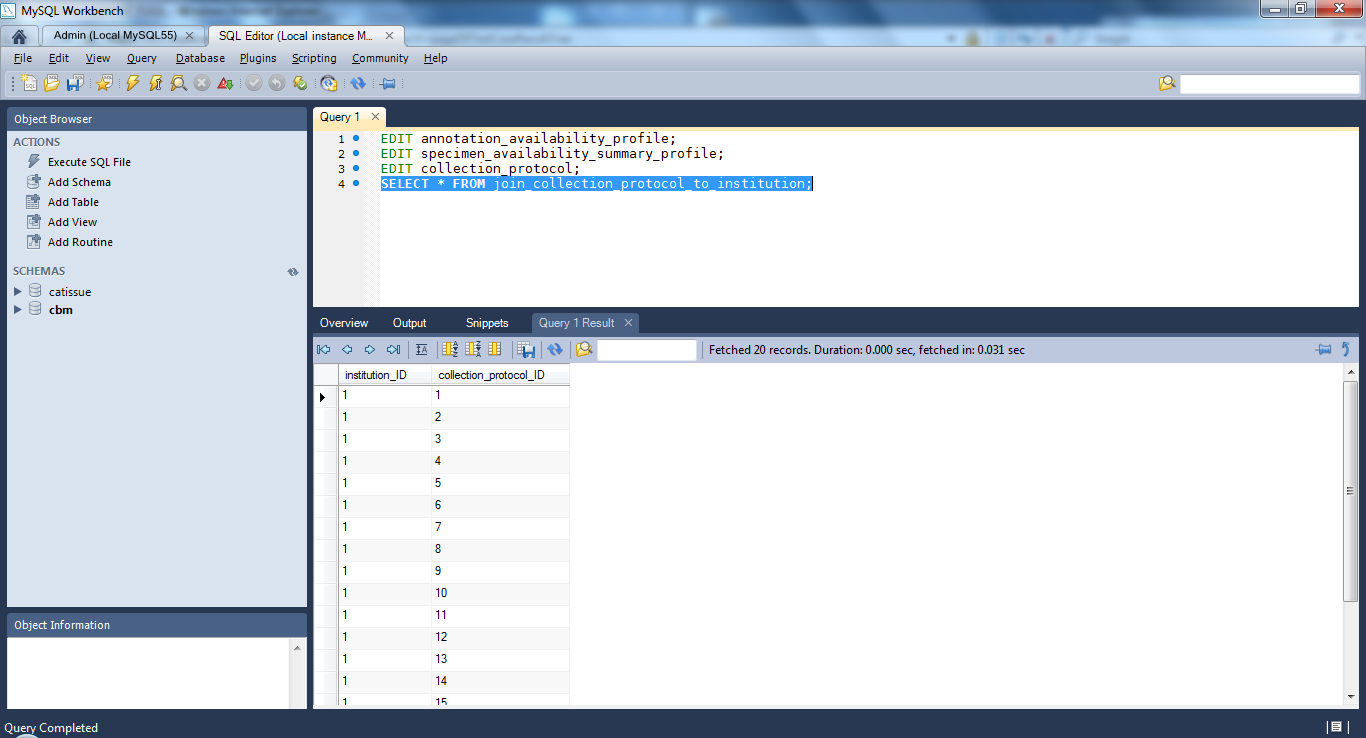 MySQL Workbench
Admin (Local MySQL55)
SQL Editor (Local instance M...
File Edit View Query Database Plugins Scripting Community Help
Object Browser
ACTIONS
Execute SQL File
Add Schema
Add Table
Add View
Add Routine
SCHEMAS
catissue
cbm
Object Information
Query 1
1 EDIT annotation_availability_profile;
2 EDIT specimen_availability_summary_profile;
3 EDIT collection_protocol;
4 SELECT * FROM join_collection_protocol_to_institution;
Overview Output Snippets Query 1 Result
Fetched 20 records. Duration: 0.000 sec, fetched in: 0.031 sec
institution_ID collection_protocol_ID
1 1
1 2
1 3
1 4
1 5
1 6
1 7
1 8
1 9
1 10
1 11
1 12
1 13
1 14
1 15
Query Completed